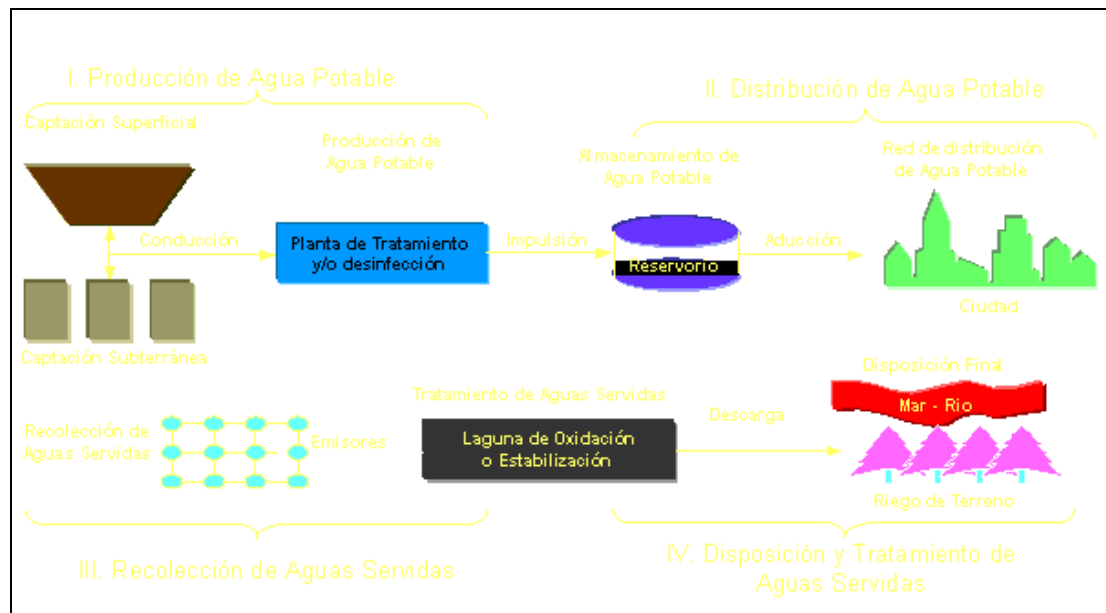 I. Producción de Agua Potable
II. Distribución de Agua Potable
Captación Superficial
Producción de
Agua Potable
Almacenamiento de
Agua Potable
Red de distribución
de Agua Potable
Conducción
Planta de Tratamiento
y/o desinfección
Impulsión
Reservorio
Aducción
Ciudad
Captación Subterránea
Disposición Final
Mar - Rio
Tratamiento de Aguas Servidas
Descarga
Recolección de
Aguas Servidas
Emisores
Laguna de Oxidación
o Estabilización
Riego de Terreno
III. Recolección de Aguas Servidas
IV. Disposición y Tratamiento de
Aguas Servidas